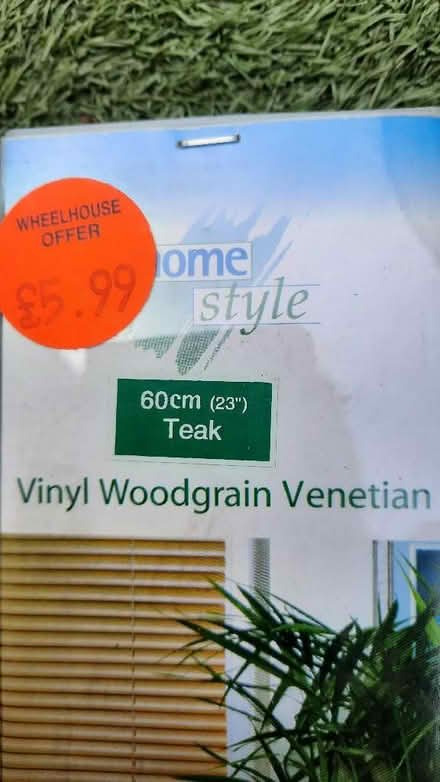 WHEELHOUSE
OFFER
£5.99
home
style
60cm (23")
Teak
Vinyl Woodgrain Venetian